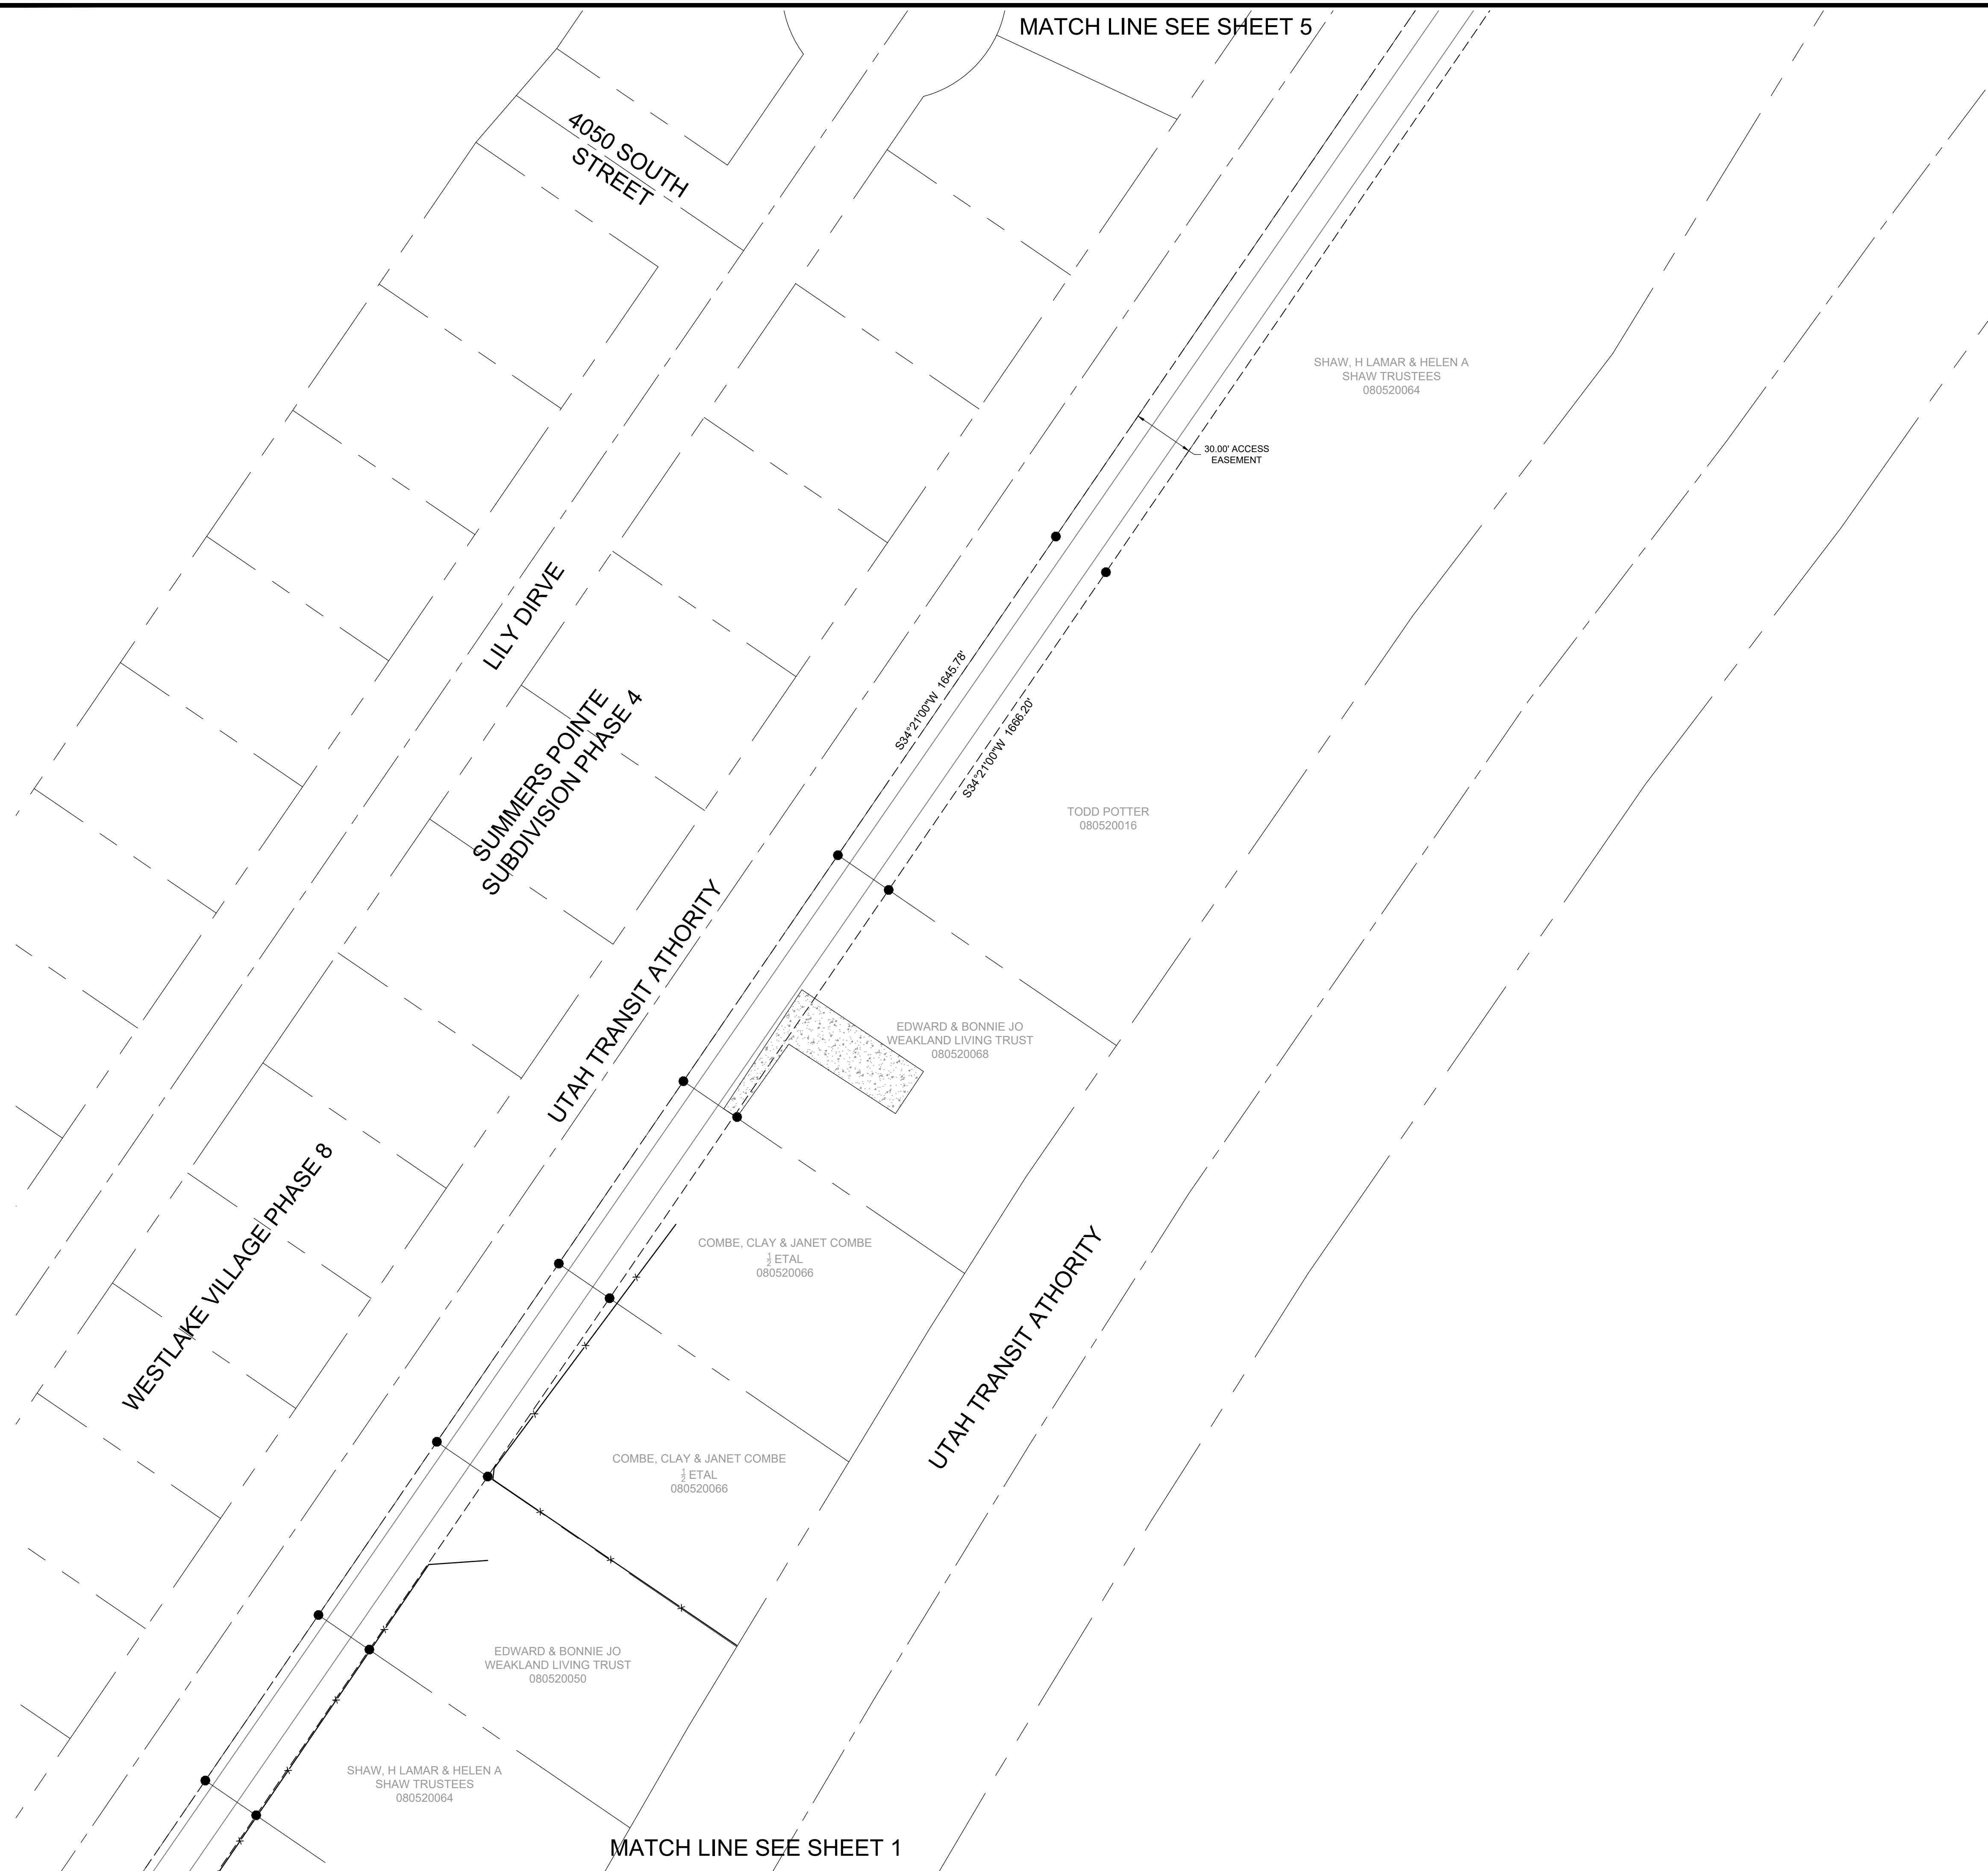 MATCH LINE SEE SHEET 5
4050 SOUTH
STREET
SHAW, H LAMAR & HELEN A
SHAW TRUSTEES
080520064
30.00' ACCESS
EASEMENT
LILY DIRVE
S34°21'00"W 1645.78'
S34°21'00"W 1666.20'
SUMMERS POINTE
SUBDIVISION PHASE 4
TODD POTTER
080520016
UTAH TRANSIT ATHORITY
EDWARD & BONNIE JO
WEAKLAND LIVING TRUST
080520068
WESTLAKE VILLAGE PHASE 8
COMBE, CLAY & JANET COMBE
½ ETAL
080520066
UTAH TRANSIT ATHORITY
COMBE, CLAY & JANET COMBE
½ ETAL
080520066
EDWARD & BONNIE JO
WEAKLAND LIVING TRUST
080520050
SHAW, H LAMAR & HELEN A
SHAW TRUSTEES
080520064
MATCH LINE SEE SHEET 1